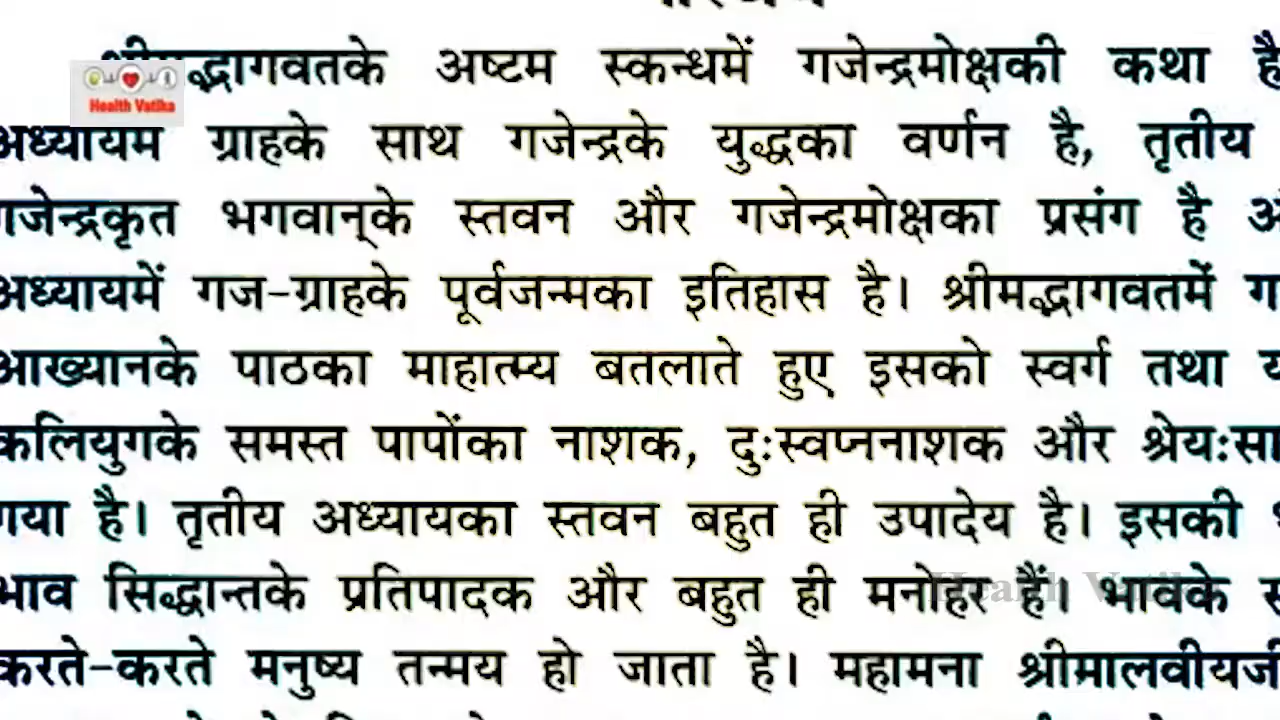 श्रीमद्भागवतके अष्टम स्कन्धमें गजेन्द्रमोक्षकी कथा है
Health Vatika
अध्यायमें ग्राहके साथ गजेन्द्रके युद्धका वर्णन है, तृतीय
गजेन्द्रकृत भगवान्‌के स्तवन और गजेन्द्रमोक्षका प्रसंग है
अध्यायमें गज-ग्राहके पूर्वजन्मका इतिहास है। श्रीमद्भागवतमें
आख्यानके पाठका माहात्म्य बतलाते हुए इसको स्वर्ग तथा
कलियुगके समस्त पापोंका नाशक, दुःस्वप्ननाशक और श्रेयःसा
गया है। तृतीय अध्यायका स्तवन बहुत ही उपादेय है। इसकी
भाव सिद्धान्तके प्रतिपादक और बहुत ही मनोहर हैं। भावके
Health Vatika
करते-करते मनुष्य तन्मय हो जाता है। महामना श्रीमालवीयजी